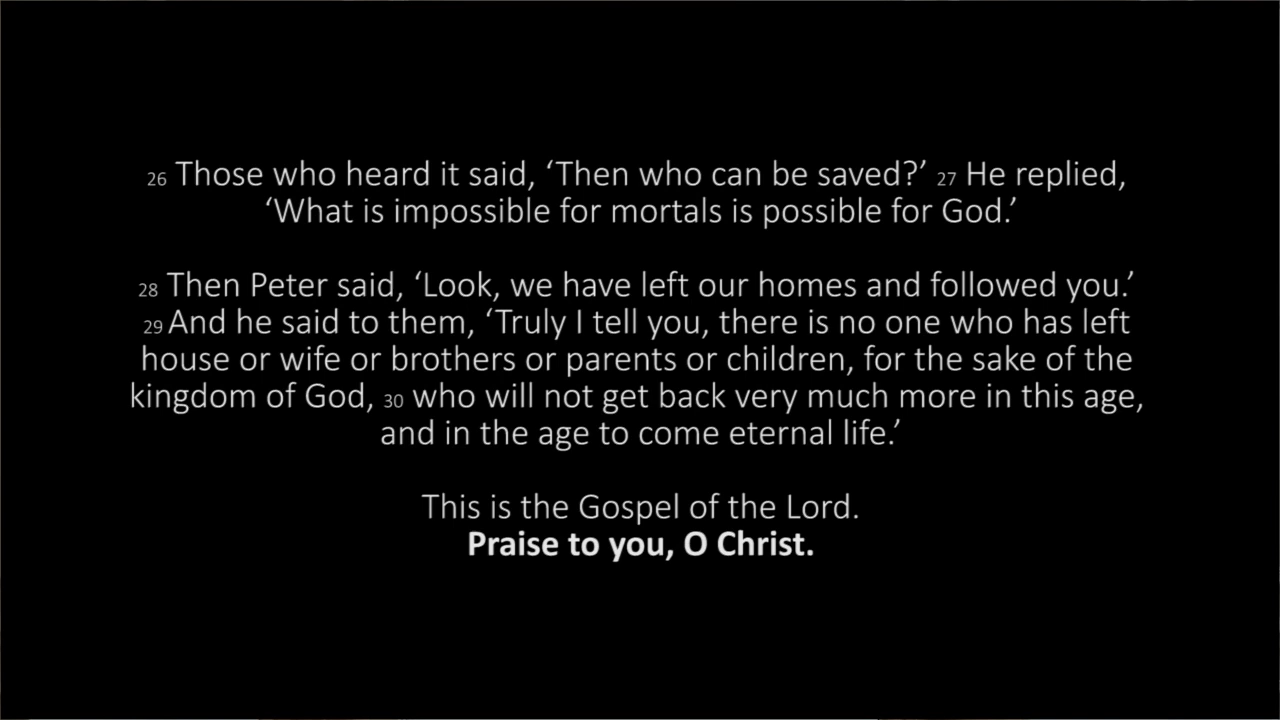 26 Those who heard it said, ‘Then who can be saved?’ 27 He replied,
‘What is impossible for mortals is possible for God.’
28 Then Peter said, ‘Look, we have left our homes and followed you.’
29 And he said to them, ‘Truly I tell you, there is no one who has left
house or wife or brothers or parents or children, for the sake of the
kingdom of God, 30 who will not get back very much more in this age,
and in the age to come eternal life.’
This is the Gospel of the Lord.
Praise to you, O Christ.